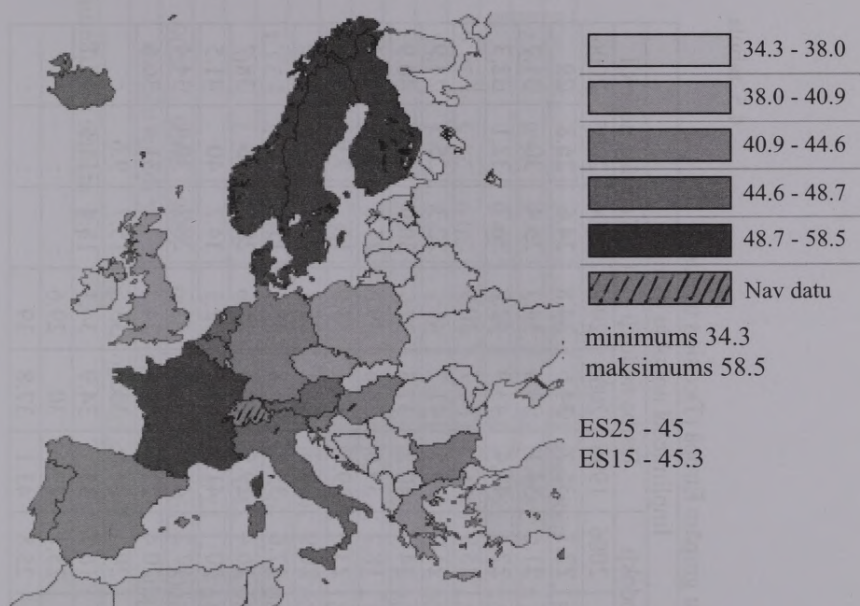 34.3 - 38.0
38.0 - 40.9
40.9 - 44.6
44.6 - 48.7
48.7 - 58.5
Nav datu
minimums 34.3
maksimums 58.5
ES25 - 45
ES15 - 45.3